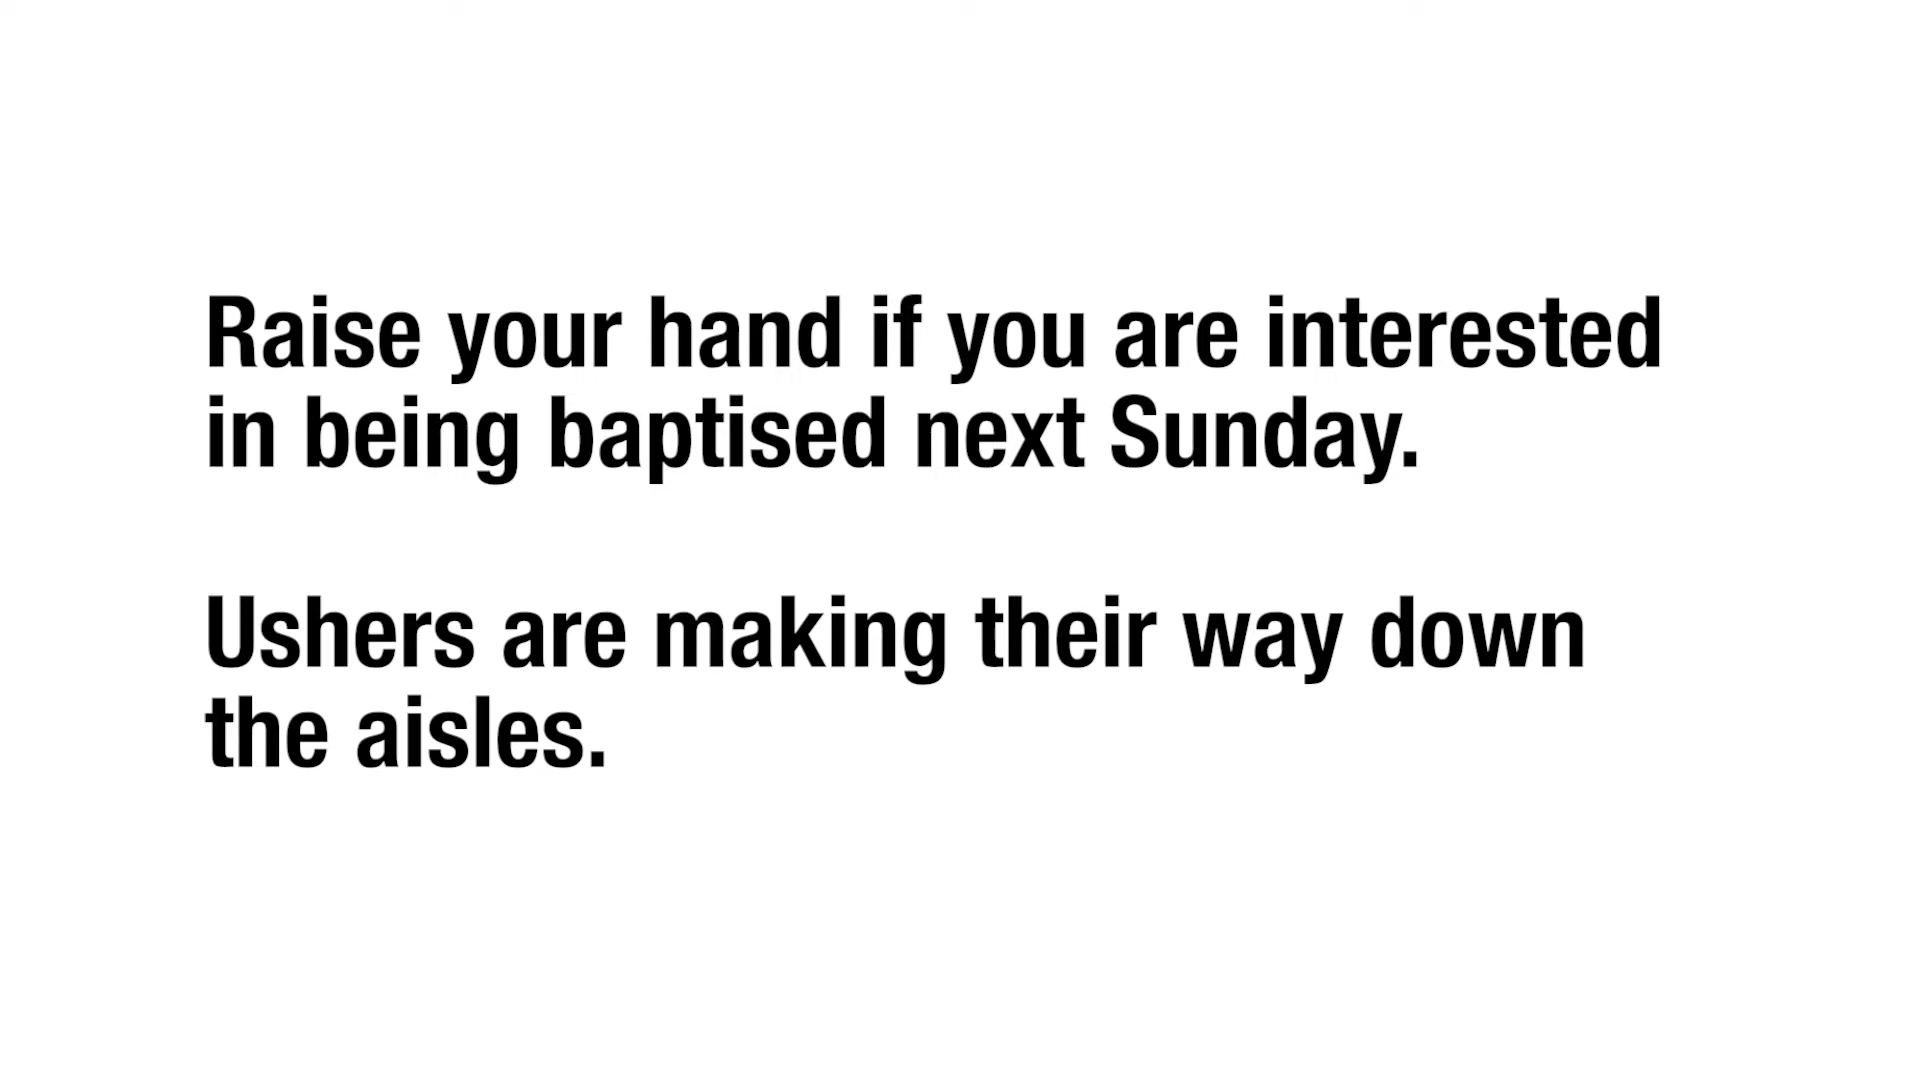 Raise your hand if you are interested
in being baptised next Sunday.
Ushers are making their way down
the aisles.